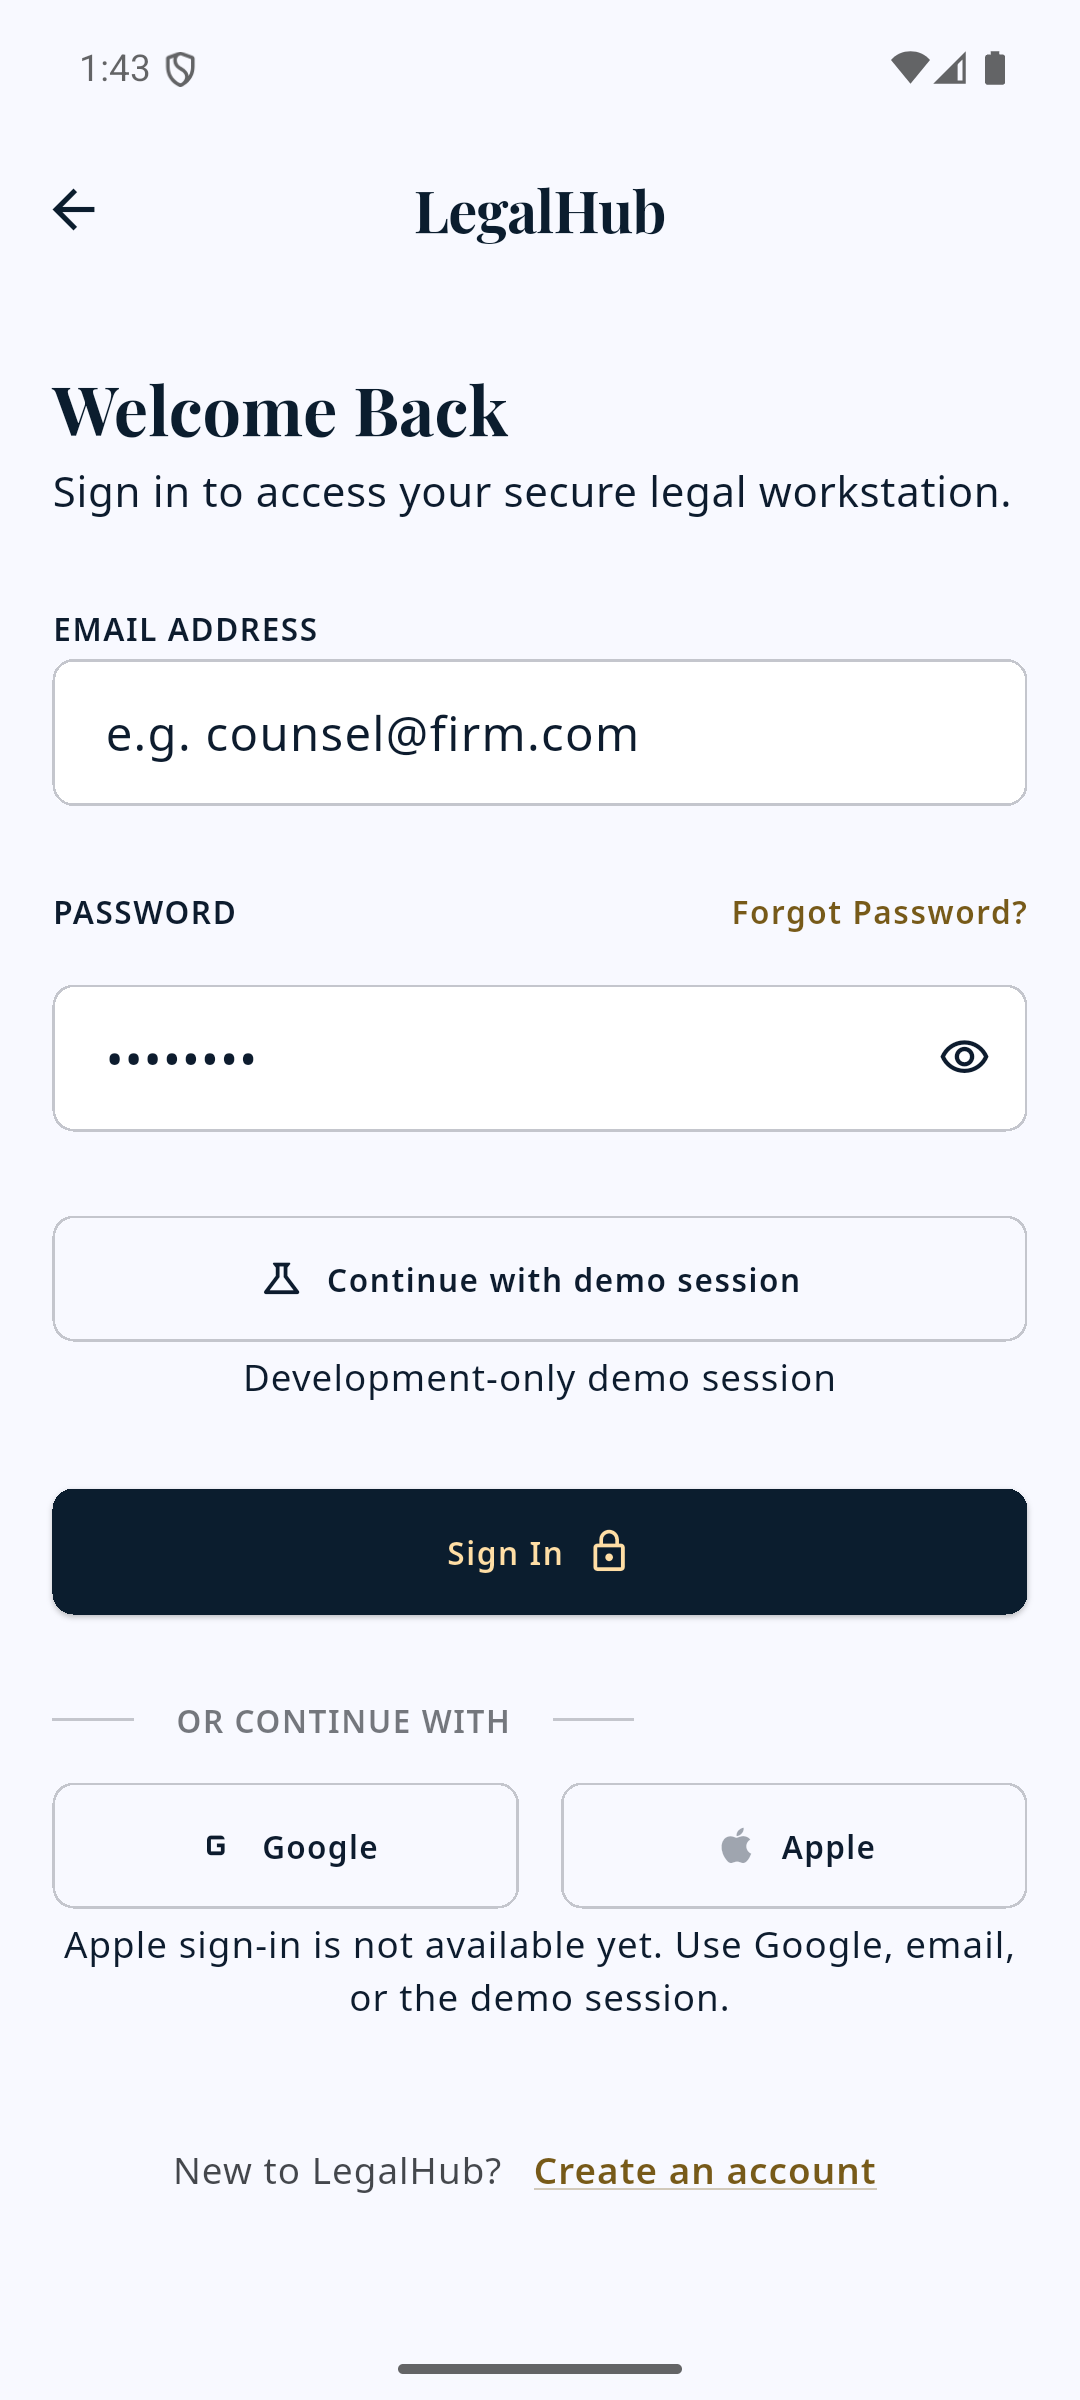 1:43
LegalHub
Welcome Back
Sign in to access your secure legal workstation.
EMAIL ADDRESS
e.g. counsel@firm.com
PASSWORD
Forgot Password?
••••••••
Continue with demo session
Development-only demo session
Sign In
OR CONTINUE WITH
G Google
Apple
Apple sign-in is not available yet. Use Google, email,
or the demo session.
New to LegalHub? Create an account